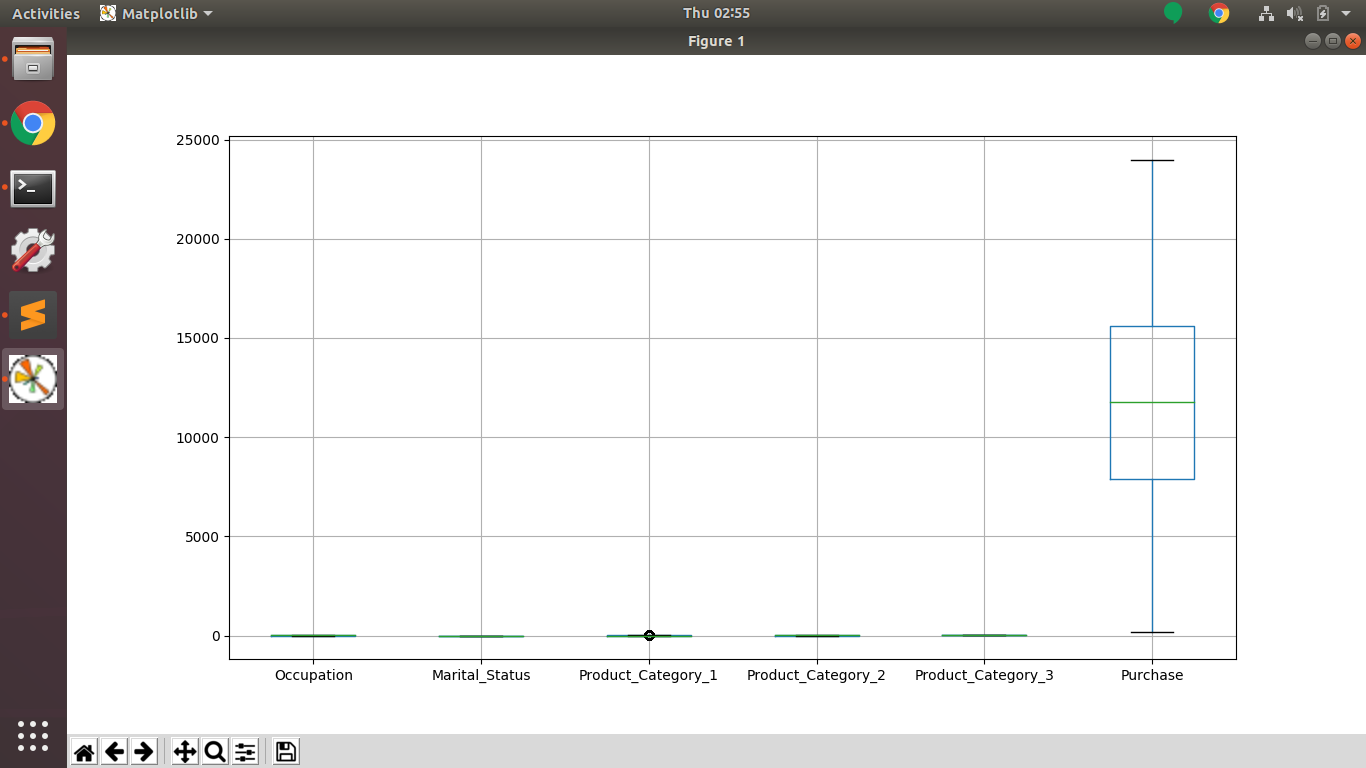 Activities Matplotlib Thu 02:55
Figure 1
25000
20000
15000
10000
5000
0
Occupation Marital_Status Product_Category_1 Product_Category_2 Product_Category_3 Purchase